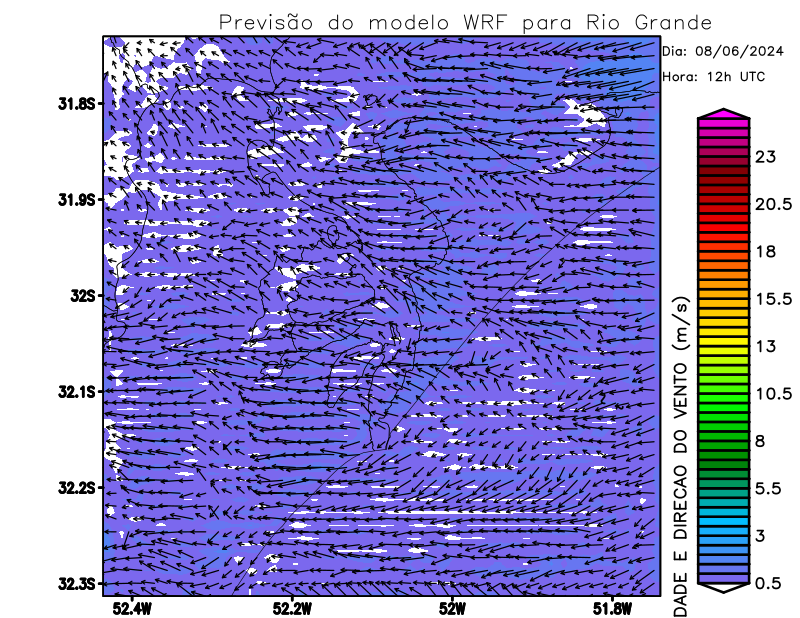 Previsão do modelo WRF para Rio Grande
Dia: 08/06/2024
Hora: 12h UTC
31.8S
31.9S
32S
32.1S
32.2S
32.3S
52.4W
52.2W
52W
51.8W
DADE E DIRECAO DO VENTO (m/s)
23
20.5
18
15.5
13
10.5
8
5.5
3
0.5